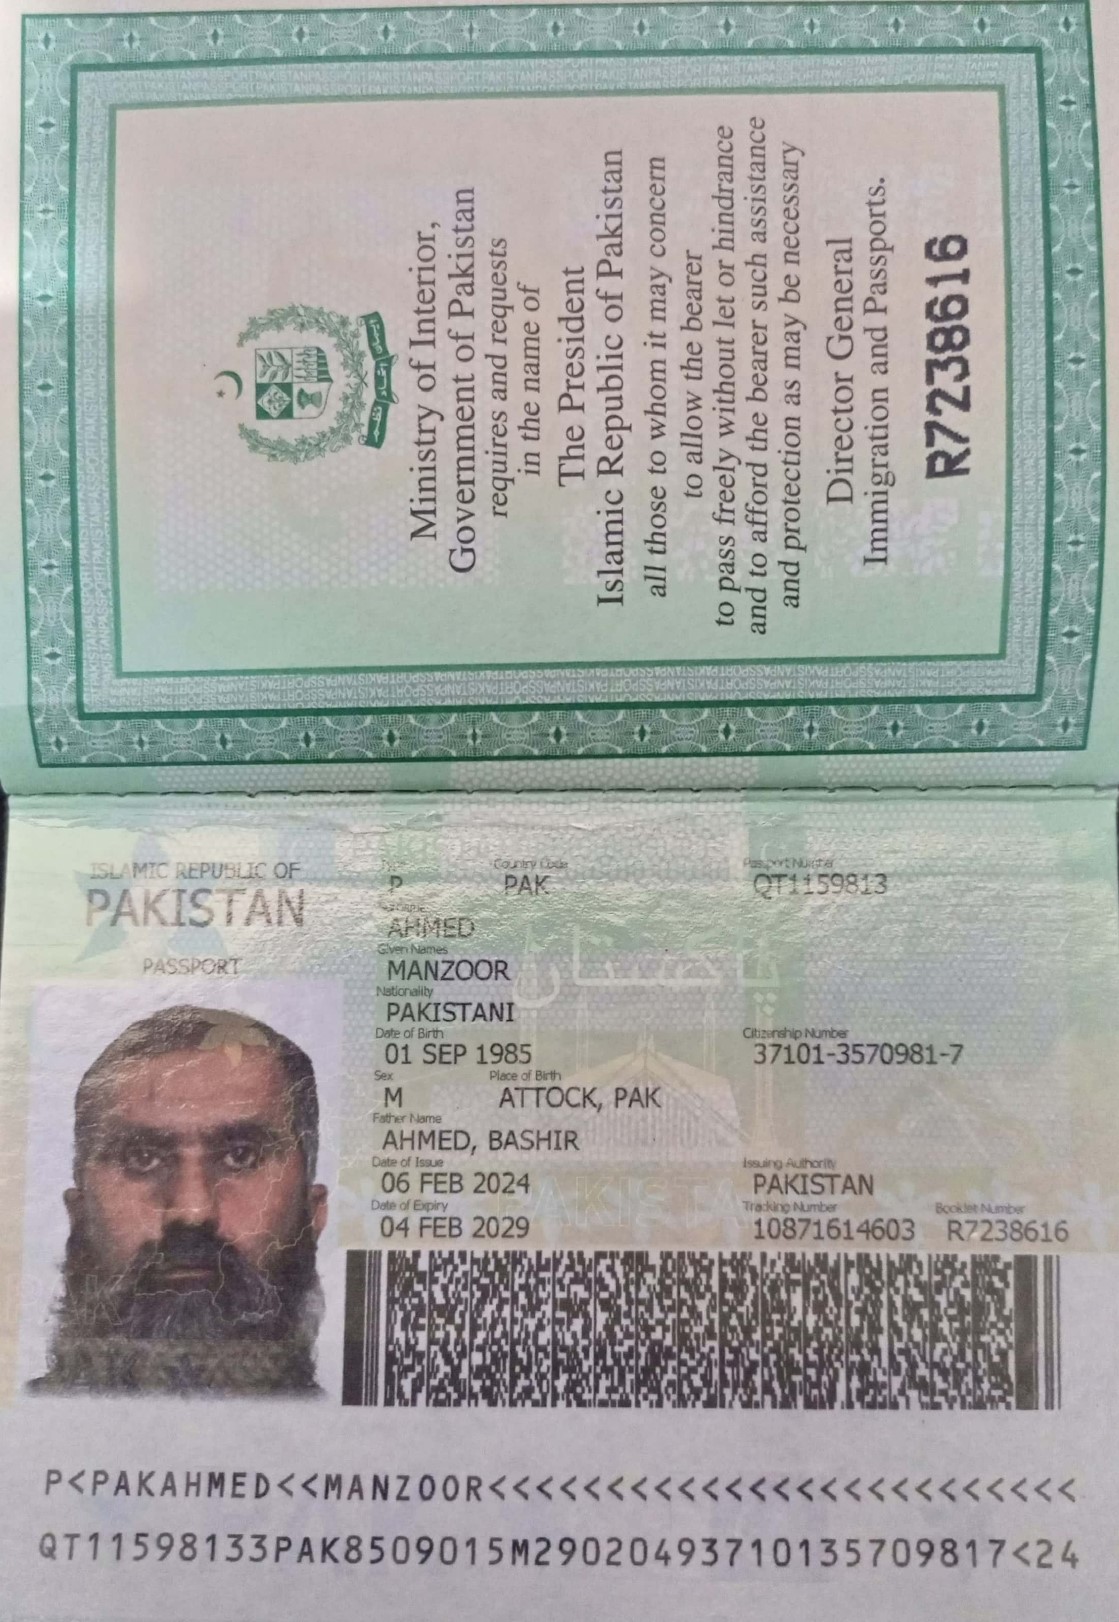 ایمان اتحاد نظم
Ministry of Interior,
Government of Pakistan
requires and requests
in the name of
The President
Islamic Republic of Pakistan
all those to whom it may concern
to allow the bearer
to pass freely without let or hindrance
and to afford the bearer such assistance
and protection as may be necessary
Director General
Immigration and Passports.
R7238616
ISLAMIC REPUBLIC OF
PAKISTAN
PASSPORT
Type Country Code Passport Number
P PAK QT1159813
Surname
AHMED
Given Names
MANZOOR
Nationality
PAKISTANI
Date of Birth Citizenship Number
01 SEP 1985 37101-3570981-7
Sex Place of Birth
M ATTOCK, PAK
Father Name
AHMED, BASHIR
Date of Issue Issuing Authority
06 FEB 2024 PAKISTAN
Date of Expiry Tracking Number Booklet Number
04 FEB 2029 10871614603 R7238616
P<PAKAHMED<<MANZOOR<<<<<<<<<<<<<<<<<<<<<<<<<
QT11598133PAK8509015M29020493710135709817<24